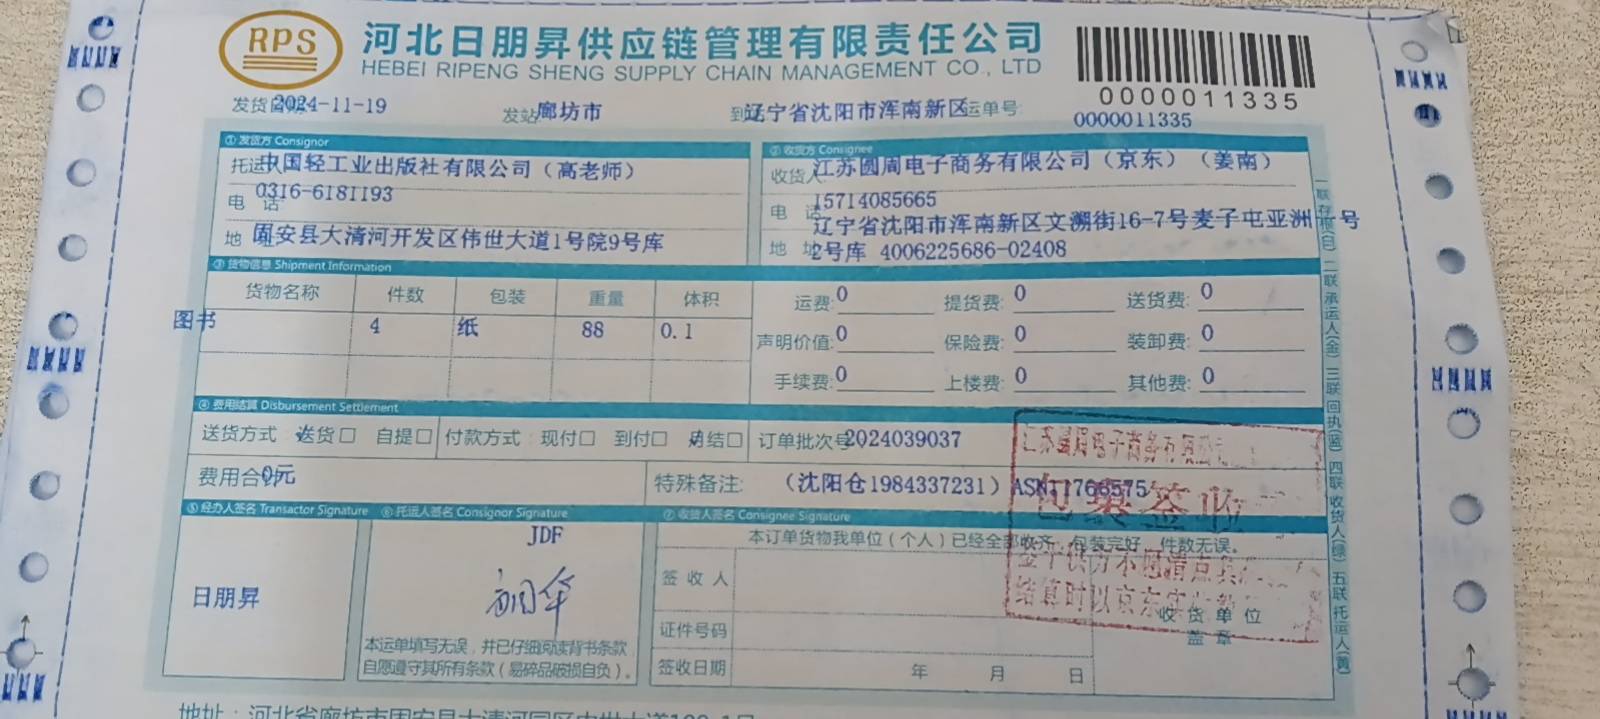 RPS
河北日朋昇供应链管理有限责任公司
HEBEI RIPENG SHENG SUPPLY CHAIN MANAGEMENT CO., LTD
0000011335
发货日期 2024-11-19 发站 廊坊市 到站 辽宁省沈阳市浑南新区 运单号: 0000011335
① 发货方 Consignor
托运人 中国轻工业出版社有限公司（高老师）
电 话 0316-6181193
地 址 固安县大清河开发区伟世大道1号院9号库
② 收货方 Consignee
收货人 江苏圆周电子商务有限公司（京东）（姜南）
电 话 15714085665
地 址 辽宁省沈阳市浑南新区文溯街16-7号麦子屯亚洲一号
2号库 4006225686-02408
③ 货物信息 Shipment Information
货物名称 件数 包装 重量 体积
图书 4 纸 88 0.1
运费: 0 提货费: 0 送货费: 0
声明价值: 0 保险费: 0 装卸费: 0
手续费: 0 上楼费: 0 其他费: 0
④ 费用结算 Disbursement Settlement
送货方式 送货□ 自提□ 付款方式: 现付□ 到付□ 月结□ 订单批次号 2024039037
费用合计 0元 特殊备注: （沈阳仓1984337231）
⑤ 经办人签名 Transactor Signature
日朋昇
⑥ 托运人签名 Consignor Signature
JDF
本运单填写无误，并已仔细阅读背书条款
自愿遵守其所有条款（易碎品破损自负）。
⑦ 收货人签名 Consignee Signature
本订单货物我单位（个人）已经全部收齐，包装完好，件数无误。
签 收 人
证件号码
签收日期 年 月 日
收 货 单 位
盖 章
江苏圆周电子商务有限公司
包裹签收
一联存根(白) 二联承运人(金) 三联回执(蓝) 四联收货人(绿) 五联托运人(黄)